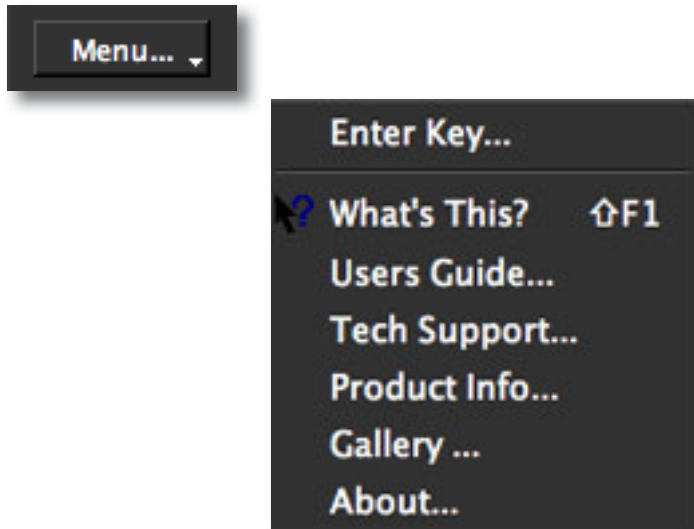 Menu...
Enter Key...
What's This? ⇧F1
Users Guide...
Tech Support...
Product Info...
Gallery ...
About...